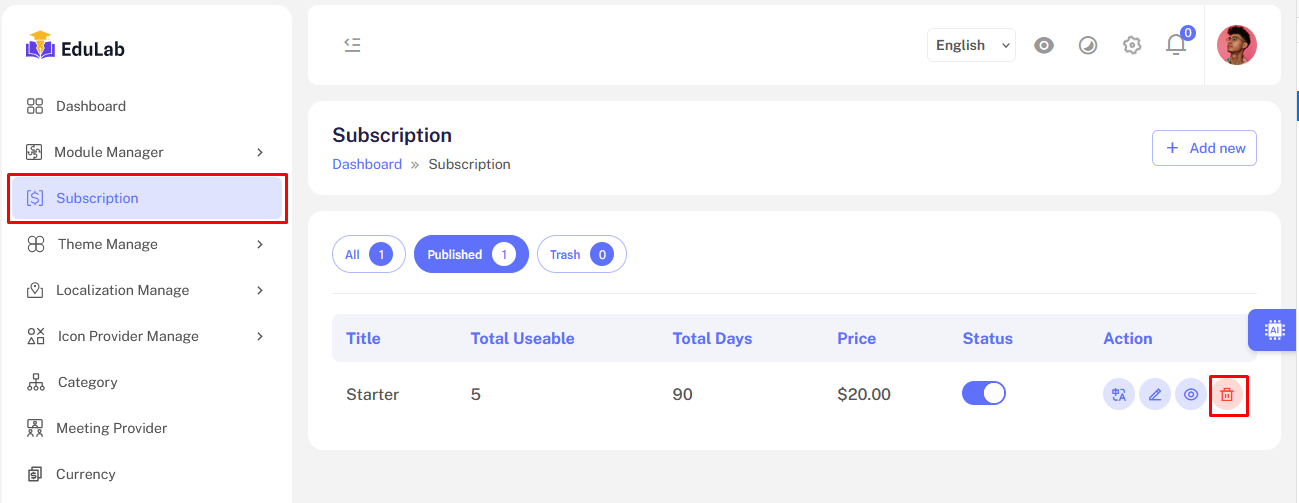 EduLab
English
0
Dashboard
Module Manager
Subscription
Theme Manage
Localization Manage
Icon Provider Manage
Category
Meeting Provider
Currency
Subscription
Dashboard » Subscription
+ Add new
All 1 Published 1 Trash 0
AI
Title Total Useable Total Days Price Status Action
Starter 5 90 $20.00